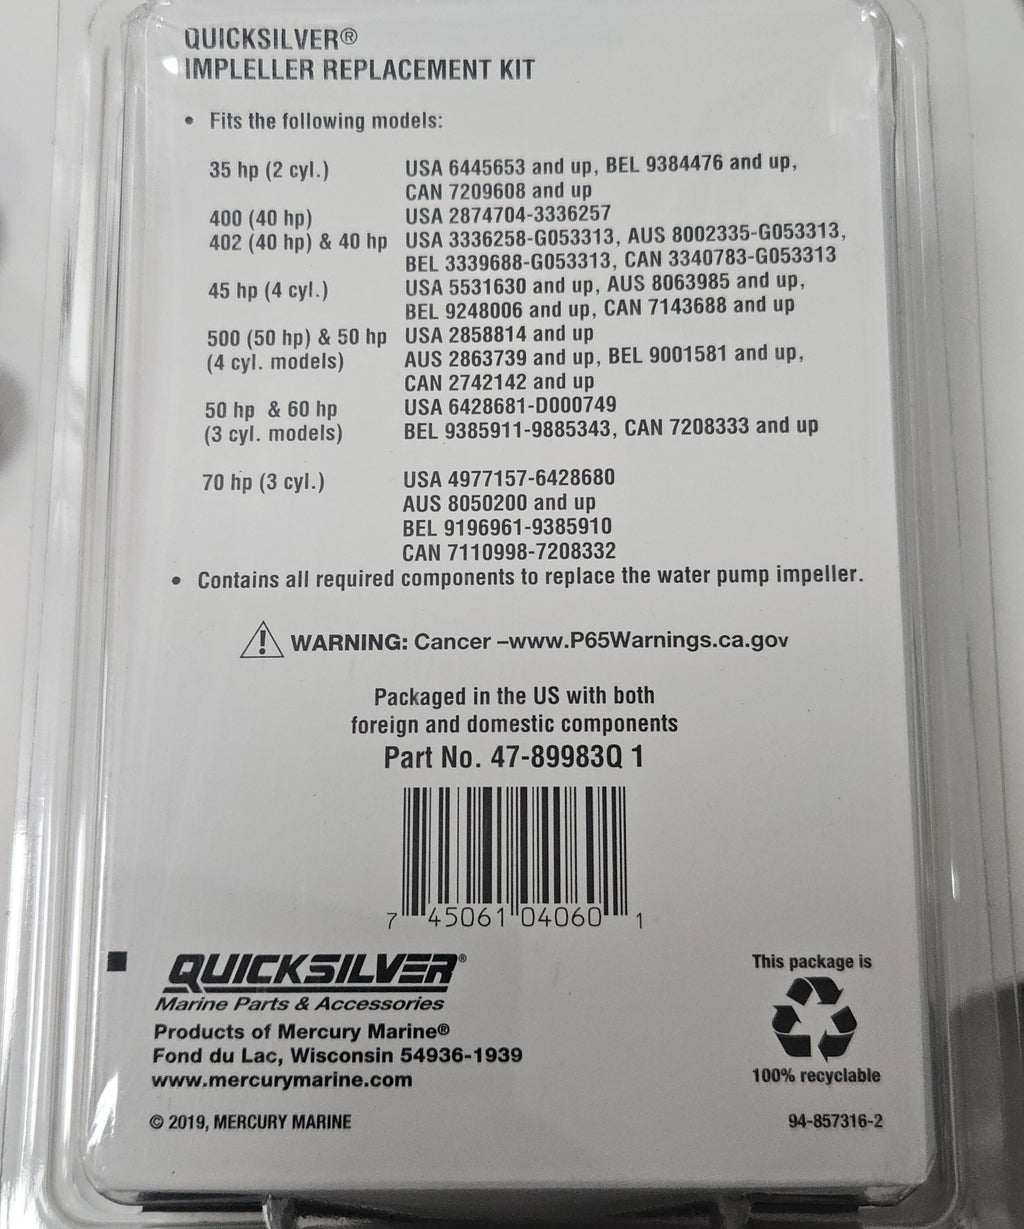 QUICKSILVER®
IMPLELLER REPLACEMENT KIT
• Fits the following models:
35 hp (2 cyl.) USA 6445653 and up, BEL 9384476 and up,
CAN 7209608 and up
400 (40 hp) USA 2874704-3336257
402 (40 hp) & 40 hp USA 3336258-G053313, AUS 8002335-G053313,
BEL 3339688-G053313, CAN 3340783-G053313
45 hp (4 cyl.) USA 5531630 and up, AUS 8063985 and up,
BEL 9248006 and up, CAN 7143688 and up
500 (50 hp) & 50 hp USA 2858814 and up
(4 cyl. models) AUS 2863739 and up, BEL 9001581 and up,
CAN 2742142 and up
50 hp & 60 hp USA 6428681-D000749
(3 cyl. models) BEL 9385911-9885343, CAN 7208333 and up
70 hp (3 cyl.) USA 4977157-6428680
AUS 8050200 and up
BEL 9196961-9385910
CAN 7110998-7208332
• Contains all required components to replace the water pump impeller.
WARNING: Cancer –www.P65Warnings.ca.gov
Packaged in the US with both
foreign and domestic components
Part No. 47-89983Q 1
7 45061 04060 1
QUICKSILVER®
Marine Parts & Accessories
Products of Mercury Marine®
Fond du Lac, Wisconsin 54936-1939
www.mercurymarine.com
© 2019, MERCURY MARINE
This package is
100% recyclable
94-857316-2